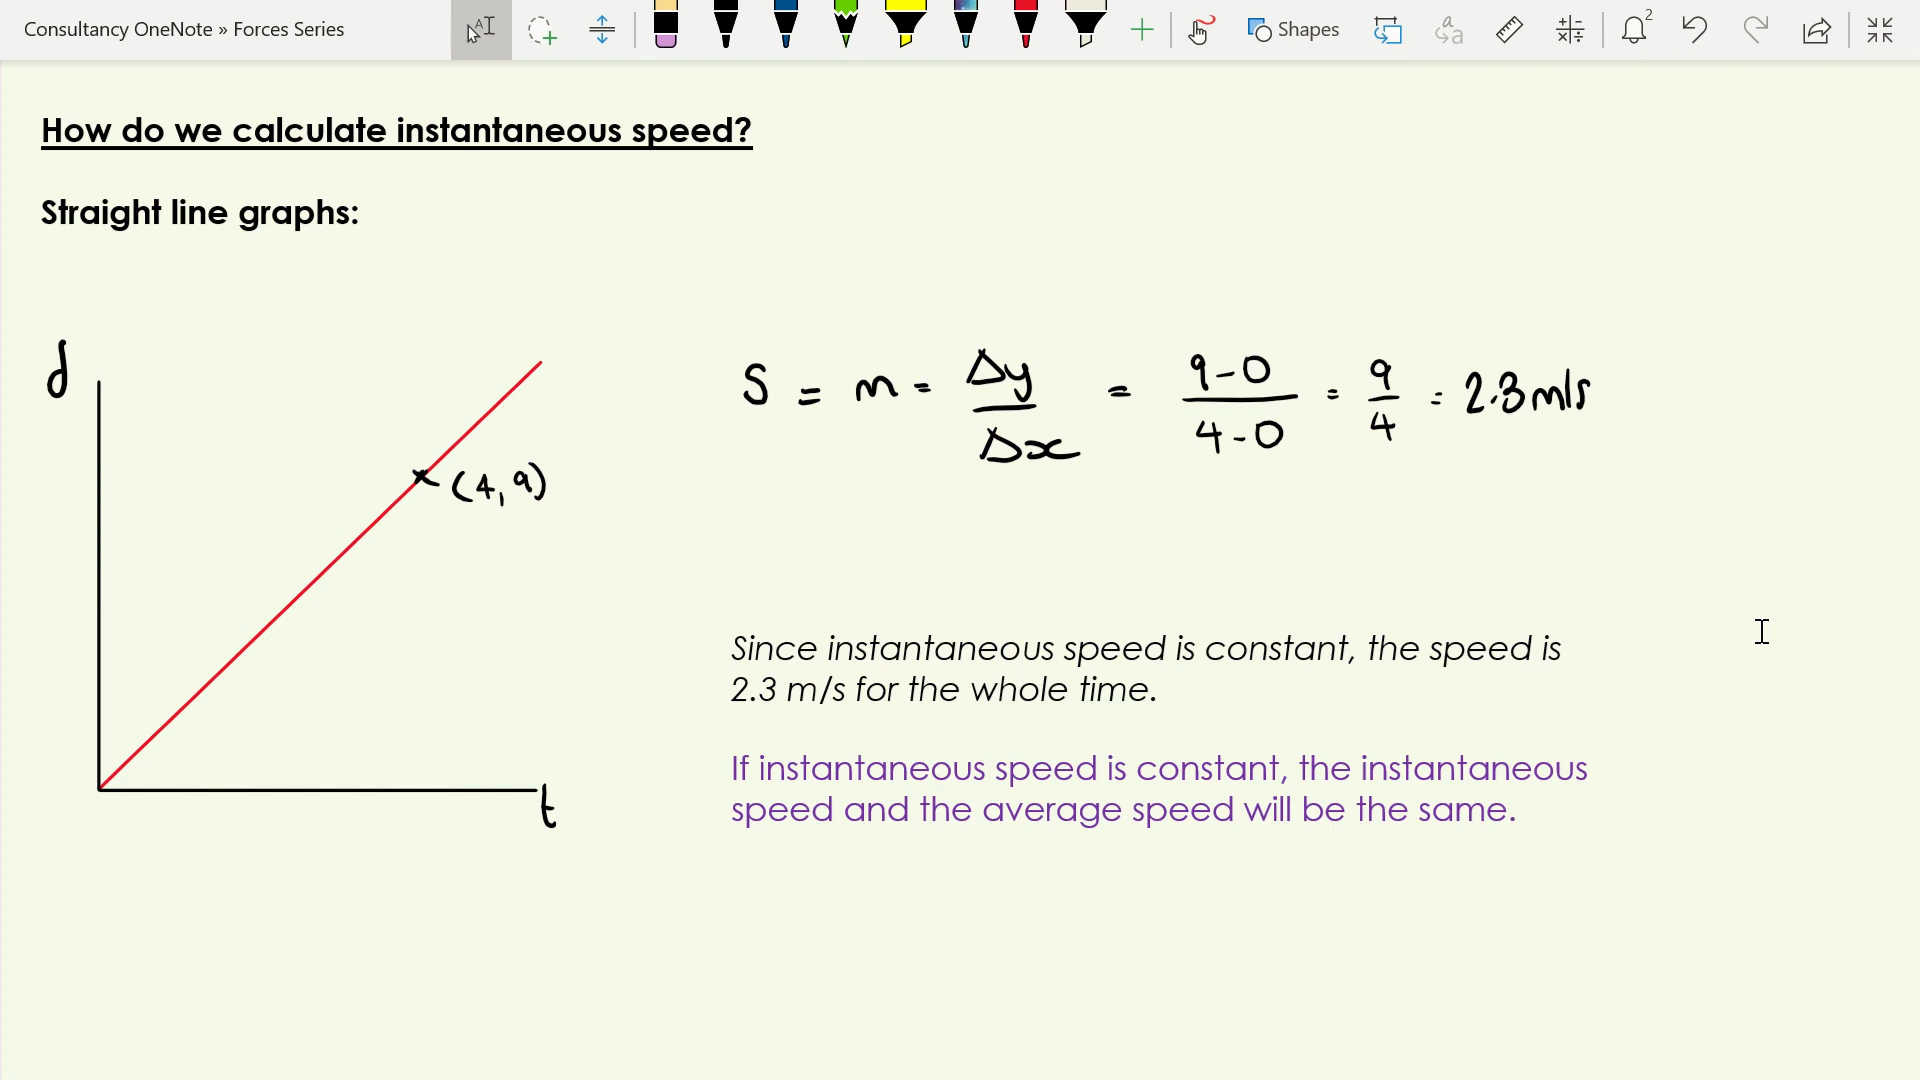 Consultancy OneNote » Forces Series
2
Shapes
How do we calculate instantaneous speed?
Straight line graphs:
d
S = m = Δy/Δx = 9-0/4-0 = 9/4 = 2.3m/s
(4,9)
Since instantaneous speed is constant, the speed is
2.3 m/s for the whole time.
If instantaneous speed is constant, the instantaneous
speed and the average speed will be the same.
t